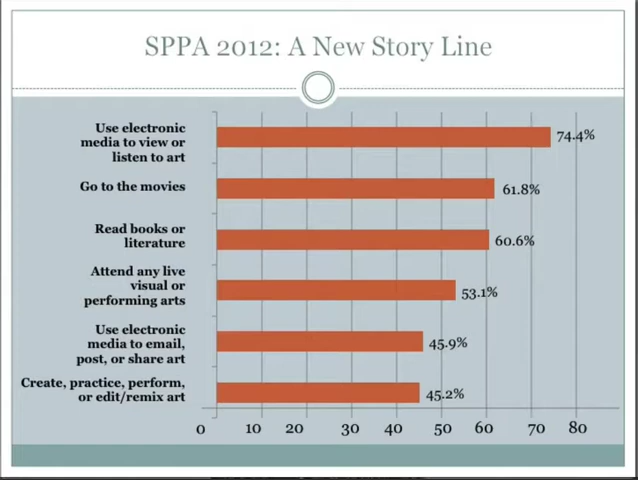 SPPA 2012: A New Story Line
Use electronic
media to view or
listen to art
74.4%
Go to the movies
61.8%
Read books or
literature
60.6%
Attend any live
visual or
performing arts
53.1%
Use electronic
media to email,
post, or share art
45.9%
Create, practice, perform,
or edit/remix art
45.2%
0 10 20 30 40 50 60 70 80